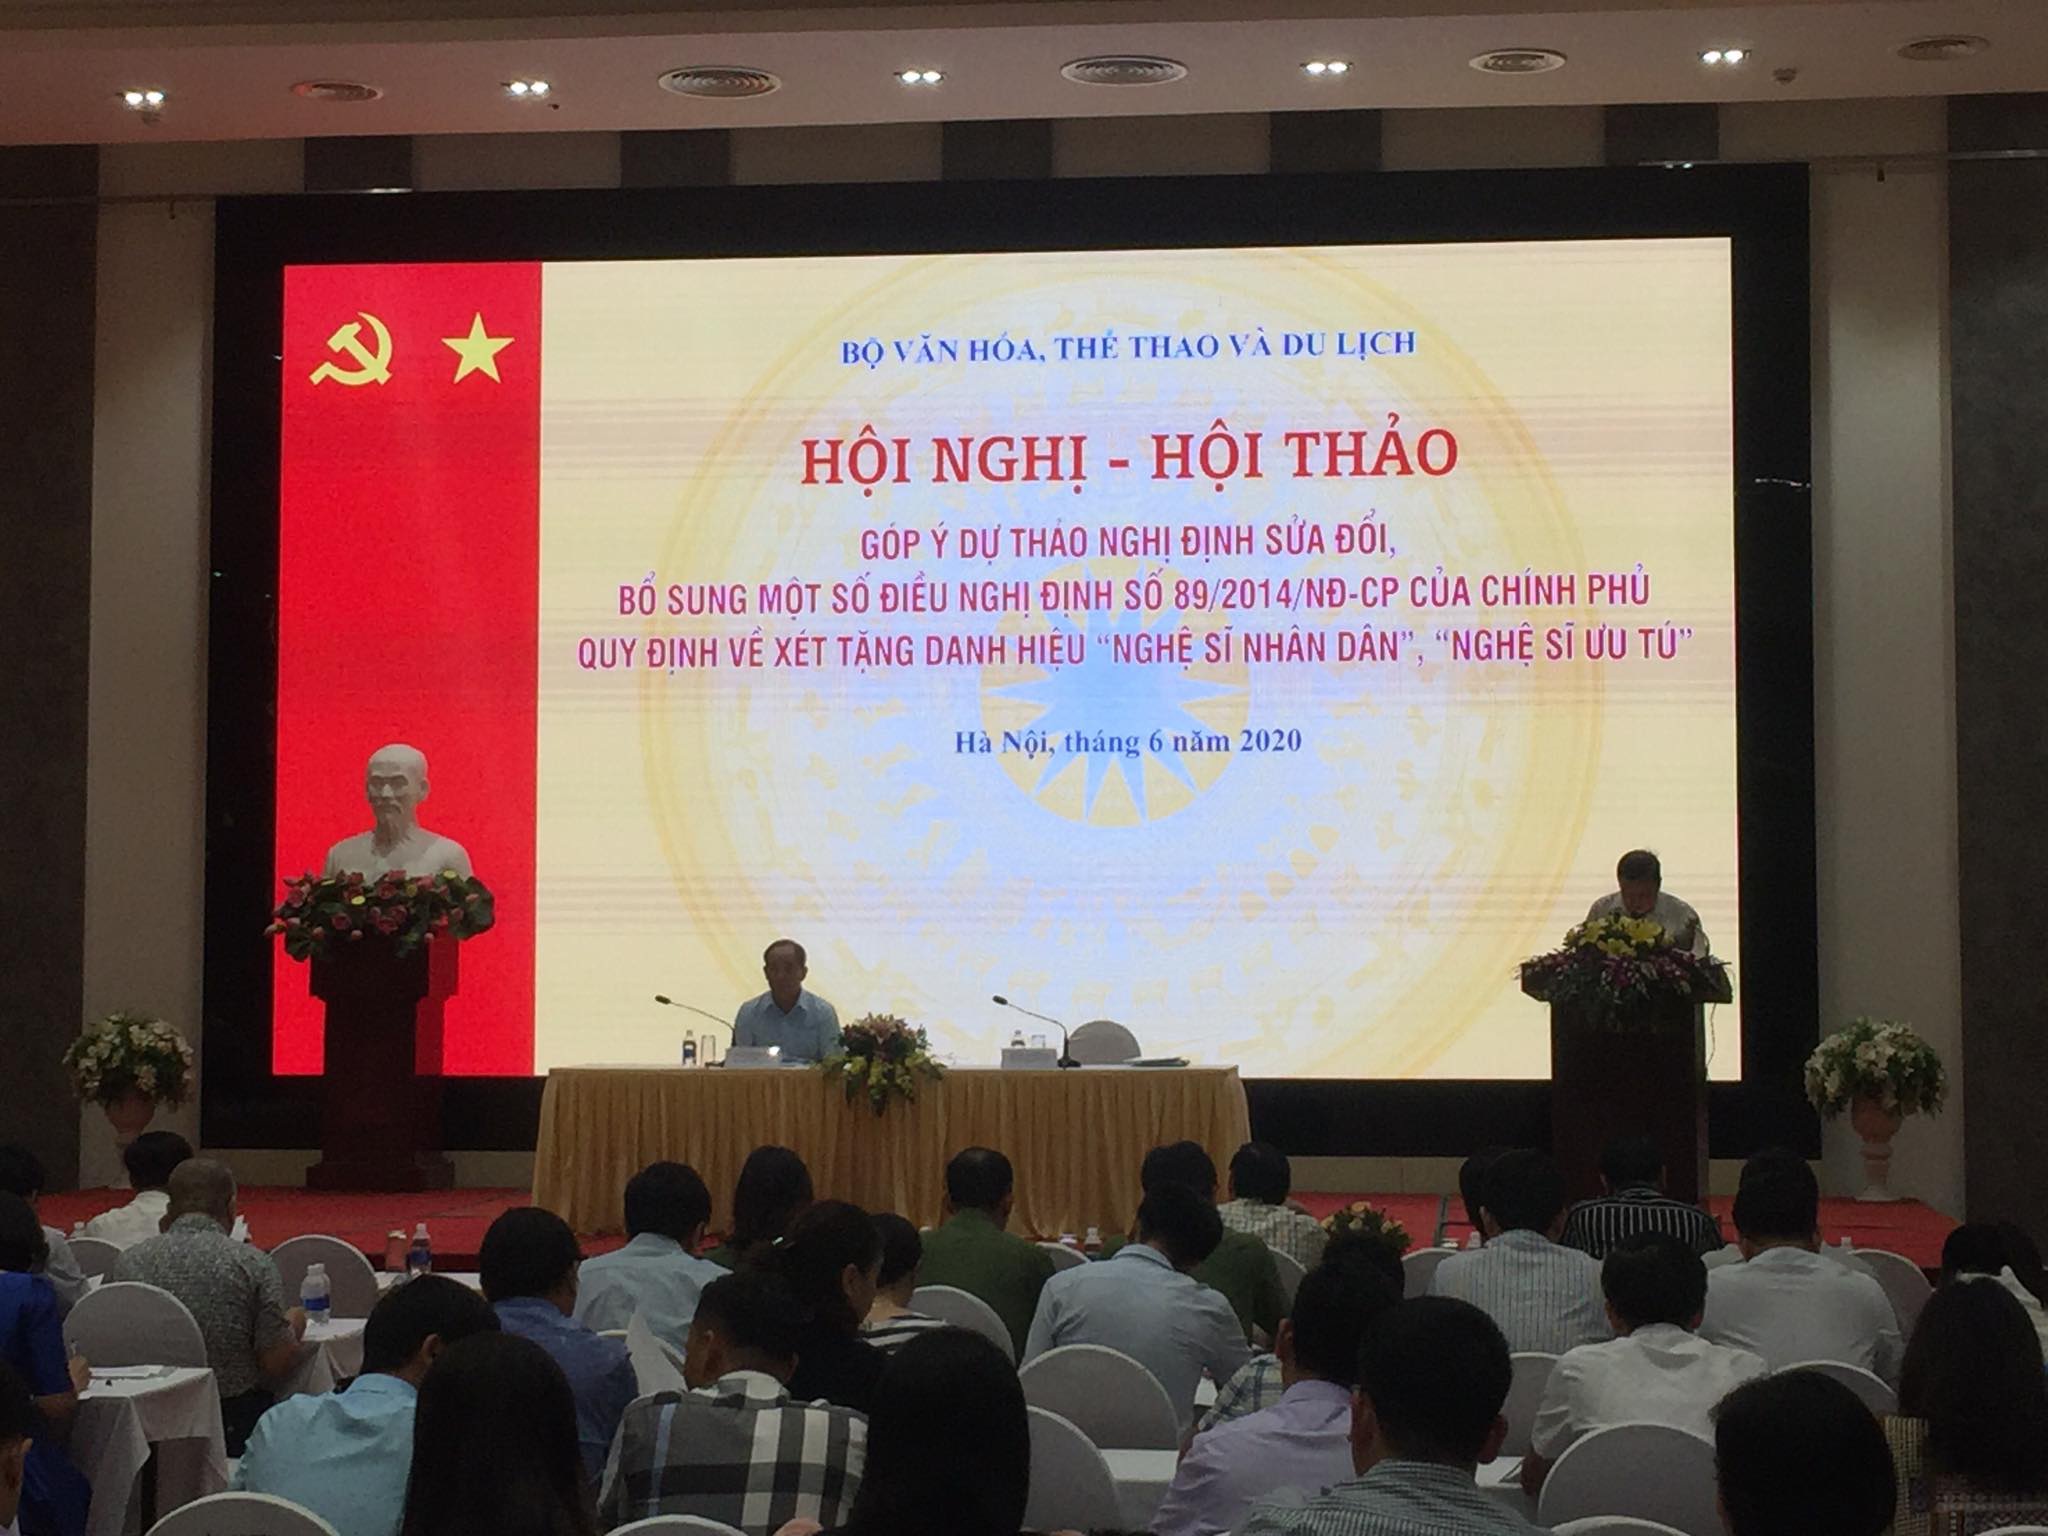 BỘ VĂN HÓA, THỂ THAO VÀ DU LỊCH
HỘI NGHỊ - HỘI THẢO
GÓP Ý DỰ THẢO NGHỊ ĐỊNH SỬA ĐỔI,
BỔ SUNG MỘT SỐ ĐIỀU NGHỊ ĐỊNH SỐ 89/2014/NĐ-CP CỦA CHÍNH PHỦ
QUY ĐỊNH VỀ XÉT TẶNG DANH HIỆU “NGHỆ SĨ NHÂN DÂN”, “NGHỆ SĨ ƯU TÚ”
Hà Nội, tháng 6 năm 2020